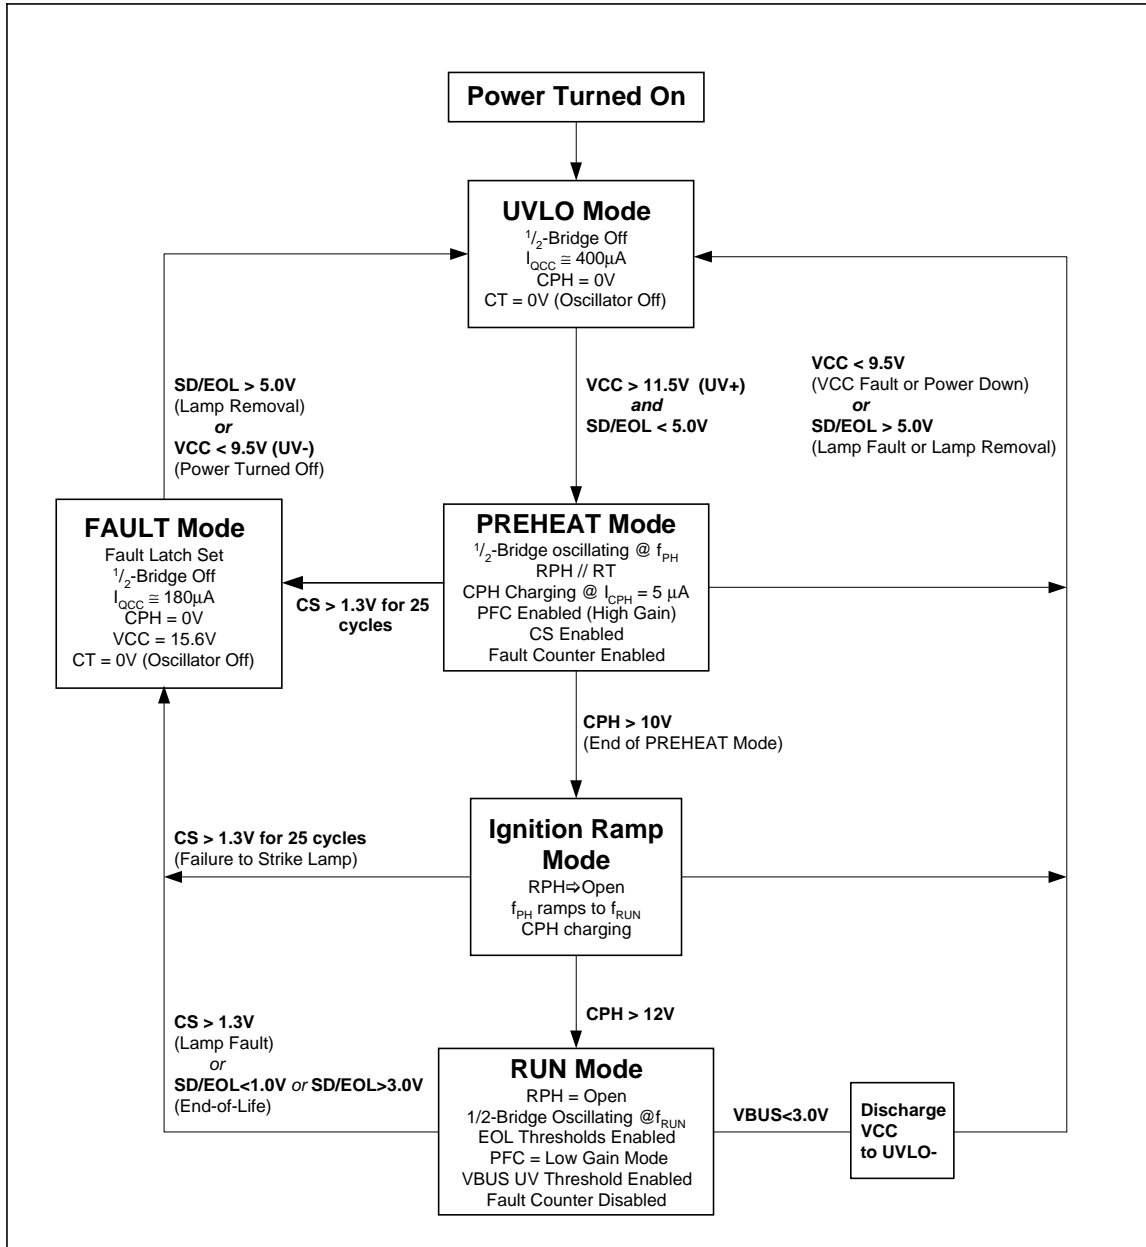 Power Turned On
UVLO Mode
1/2-Bridge Off
IQCC ≅ 400µA
CPH = 0V
CT = 0V (Oscillator Off)
SD/EOL > 5.0V
(Lamp Removal)
or
VCC < 9.5V (UV-)
(Power Turned Off)
VCC > 11.5V (UV+)
and
SD/EOL < 5.0V
VCC < 9.5V
(VCC Fault or Power Down)
or
SD/EOL > 5.0V
(Lamp Fault or Lamp Removal)
FAULT Mode
Fault Latch Set
1/2-Bridge Off
IQCC ≅ 180µA
CPH = 0V
VCC = 15.6V
CT = 0V (Oscillator Off)
CS > 1.3V for 25
cycles
PREHEAT Mode
1/2-Bridge oscillating @ fPH
RPH // RT
CPH Charging @ ICPH = 5 µA
PFC Enabled (High Gain)
CS Enabled
Fault Counter Enabled
CPH > 10V
(End of PREHEAT Mode)
CS > 1.3V for 25 cycles
(Failure to Strike Lamp)
Ignition Ramp
Mode
RPH⇨Open
fPH ramps to fRUN
CPH charging
CPH > 12V
CS > 1.3V
(Lamp Fault)
or
SD/EOL<1.0V or SD/EOL>3.0V
(End-of-Life)
RUN Mode
RPH = Open
1/2-Bridge Oscillating @fRUN
EOL Thresholds Enabled
PFC = Low Gain Mode
VBUS UV Threshold Enabled
Fault Counter Disabled
VBUS<3.0V
Discharge
VCC
to UVLO-